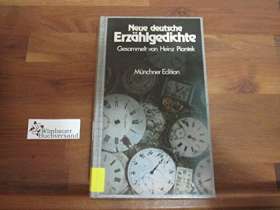 Neue deutsche
Erzählgedichte
Gesammelt von Heinz Piontek
Münchner Edition